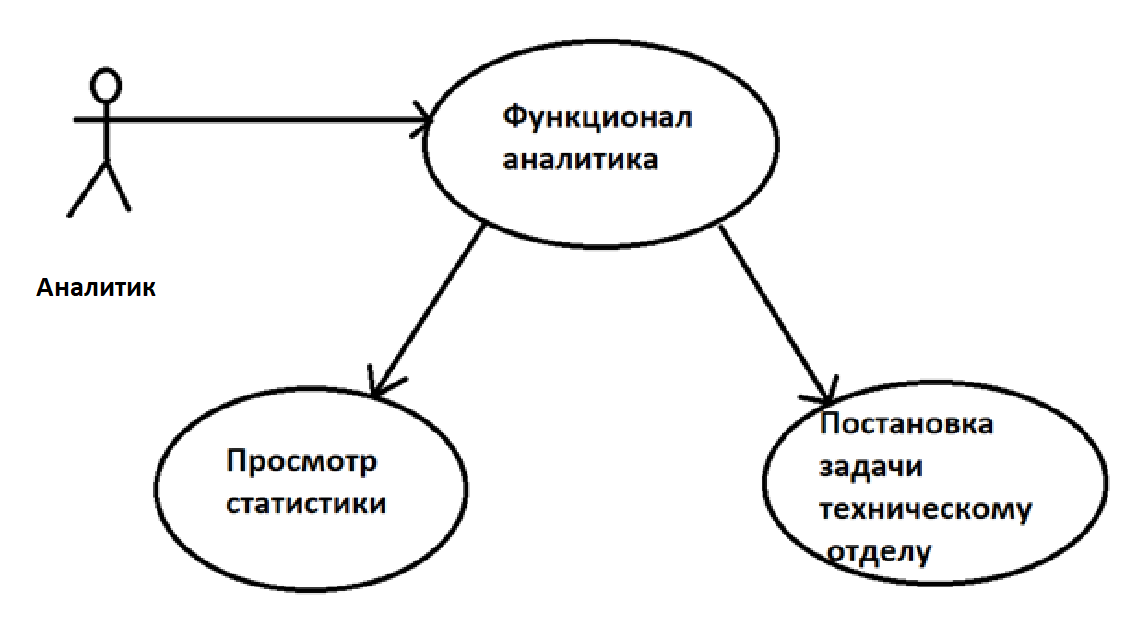 Функционал
аналитика
Аналитик
Просмотр
статистики
Постановка
задачи
техническому
отделу